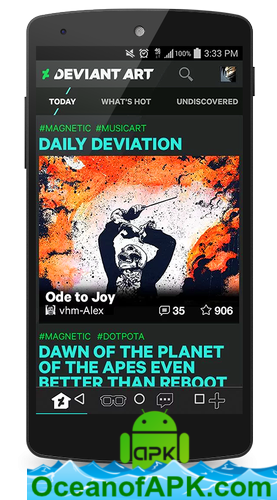 100% 3:33 PM
DEVIANT ART
TODAY WHAT'S HOT UNDISCOVERED
#MAGNETIC #MUSICART
DAILY DEVIATION
Ode to Joy
vhm-Alex 35 906
#MAGNETIC #DOTPOTA
DAWN OF THE PLANET
OF THE APES EVEN
BETTER THAN REBOOT
APK
OceanofAPK.com